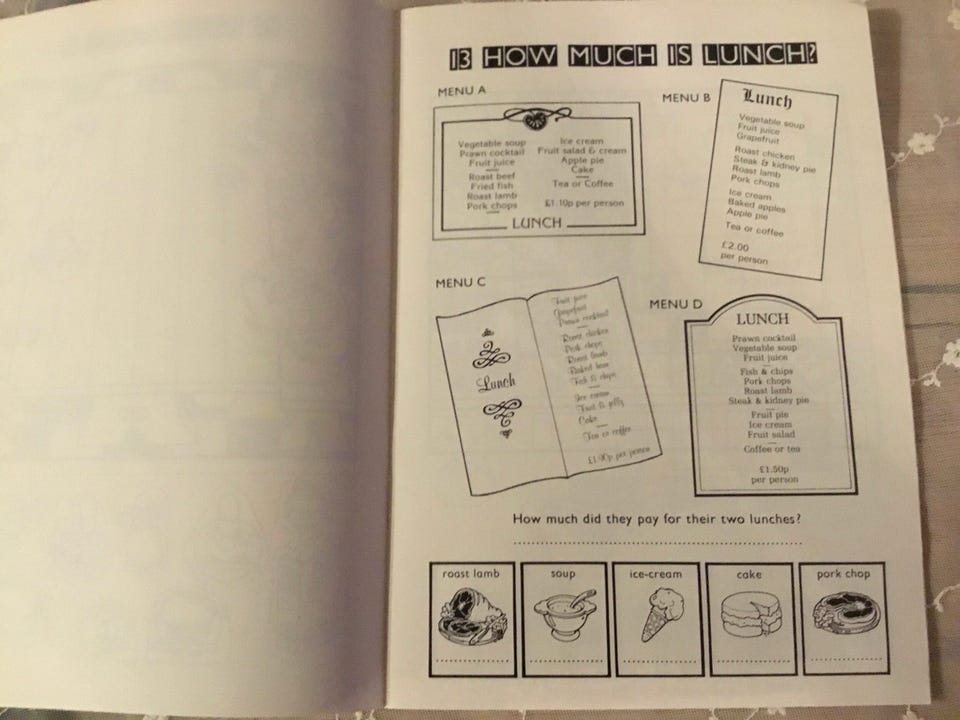 13 HOW MUCH IS LUNCH?
MENU A
Vegetable soup
Prawn cocktail
Fruit juice
Roast beef
Fried fish
Roast lamb
Pork chops
Ice cream
Fruit salad & cream
Apple pie
Cake
Tea or Coffee
£1.10p per person
LUNCH
MENU B
Lunch
Vegetable soup
Fruit juice
Grapefruit
Roast chicken
Steak & kidney pie
Roast lamb
Pork chops
Ice cream
Baked apples
Apple pie
Tea or coffee
£2.00
per person
MENU C
Lunch
Fruit juice
Grapefruit
Prawn cocktail
Roast chicken
Pork chops
Roast lamb
Baked ham
Fish & chips
Ice cream
Fruit & jelly
Cake
Tea or coffee
£1.90p per person
MENU D
LUNCH
Prawn cocktail
Vegetable soup
Fruit juice
Fish & chips
Pork chops
Roast lamb
Steak & kidney pie
Fruit pie
Ice cream
Fruit salad
Coffee or tea
£1.50p
per person
How much did they pay for their two lunches?
roast lamb
soup
ice-cream
cake
pork chop